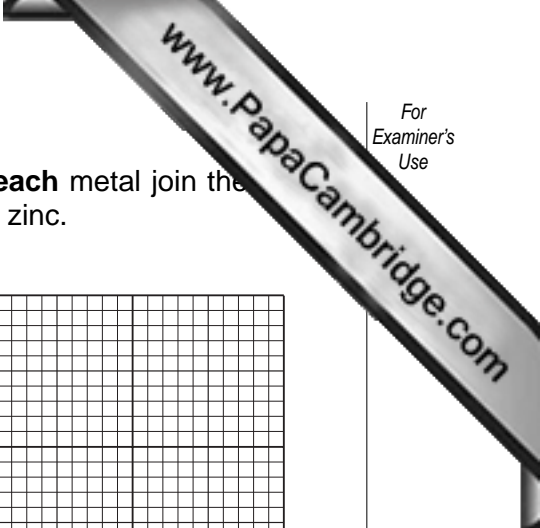 www.PapaCambridge.com
For
Examiner's
Use
each metal join the
zinc.